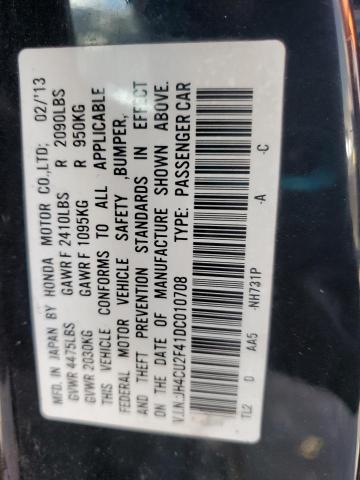 MFD. IN JAPAN BY HONDA MOTOR CO.,LTD; 02/'13
GVWR 4475LBS GAWR F 2410LBS R 2090LBS
GVWR 2030KG GAWR F 1095KG R 950KG
THIS VEHICLE CONFORMS TO ALL APPLICABLE
FEDERAL MOTOR VEHICLE SAFETY ,BUMPER,
AND THEFT PREVENTION STANDARDS IN EFFECT
ON THE DATE OF MANUFACTURE SHOWN ABOVE.
V.I.N.:JH4CU2F41DC010708 TYPE: PASSENGER CAR
TL2 D AA5 -NH731P -A -C